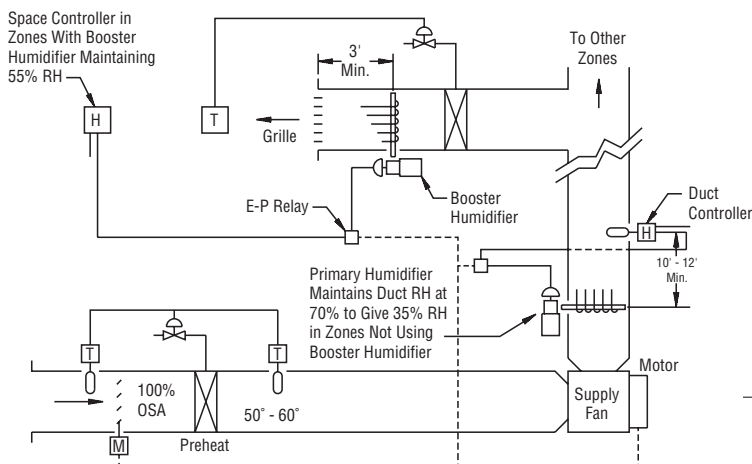 Space Controller in
Zones With Booster
Humidifier Maintaining
55% RH
H
T
3'
Min.
Grille
To Other
Zones
E-P Relay
Booster
Humidifier
Duct
Controller
H
10' - 12'
Min.
Primary Humidifier
Maintains Duct RH at
70% to Give 35% RH
in Zones Not Using
Booster Humidifier
T
T
100%
OSA
50˚ - 60˚
Preheat
M
Supply
Fan
Motor